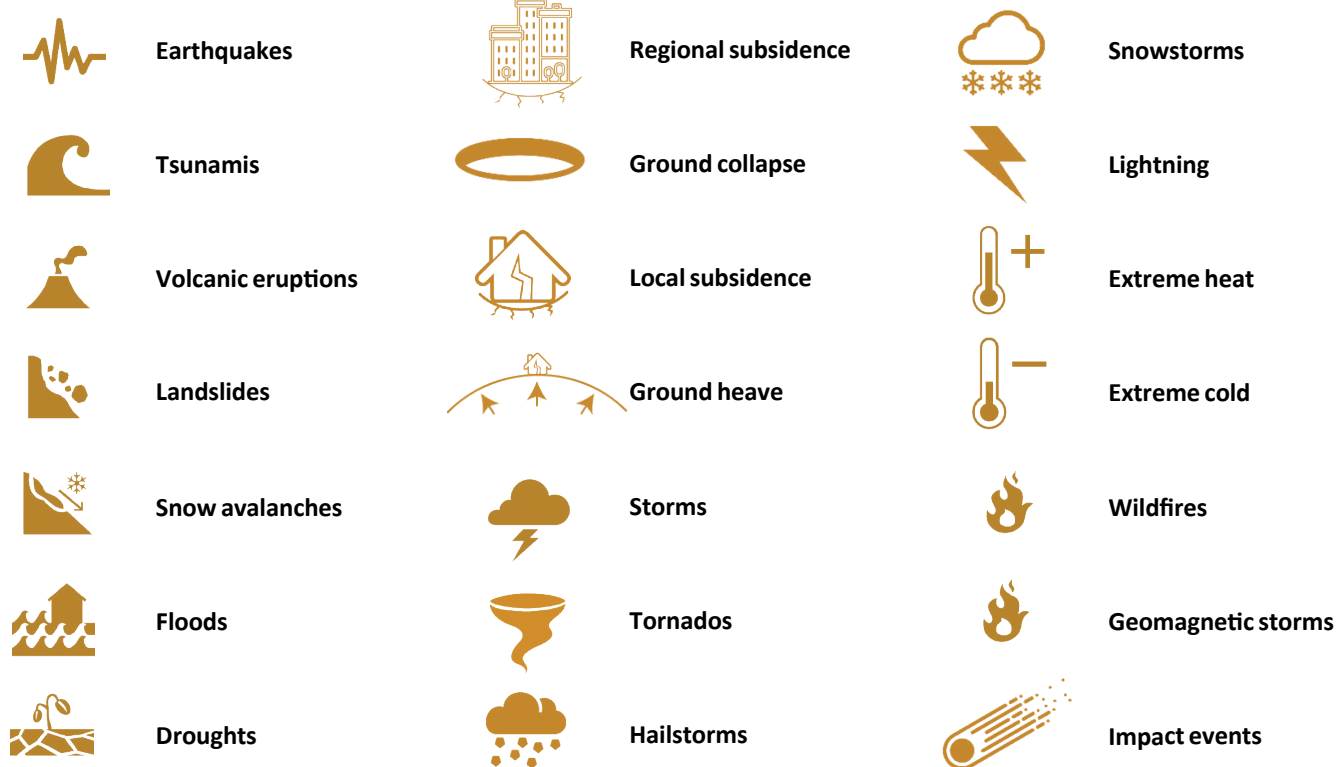 Earthquakes
Tsunamis
Volcanic eruptions
Landslides
Snow avalanches
Floods
Droughts
Regional subsidence
Ground collapse
Local subsidence
Ground heave
Storms
Tornados
Hailstorms
Snowstorms
Lightning
Extreme heat
Extreme cold
Wildfires
Geomagnetic storms
Impact events